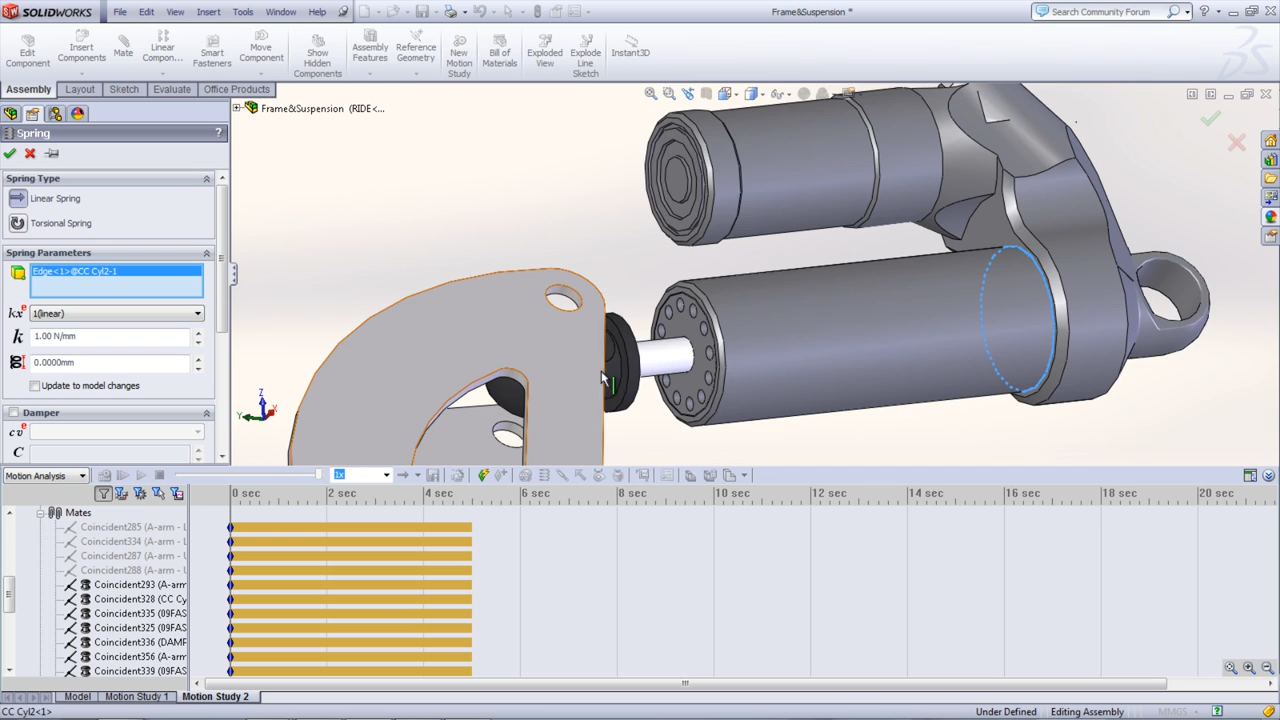 SOLIDWORKS File Edit View Insert Tools Window Help Frame&Suspension * Search Community Forum
Edit Component
Insert Components
Mate
Linear Compon...
Smart Fasteners
Move Component
Show Hidden Components
Assembly Features
Reference Geometry
New Motion Study
Bill of Materials
Exploded View
Explode Line Sketch
Instant3D
Assembly Layout Sketch Evaluate Office Products
Frame&Suspension (RIDE<...
Spring ?
Spring Type
Linear Spring
Torsional Spring
Spring Parameters
Edge<1>@CC Cyl2-1
kx e 1(linear)
k 1.00 N/mm
0.0000mm
Update to model changes
Damper
cv e
C
Z
Y X
Motion Analysis 1x
0 sec 2 sec 4 sec 6 sec 8 sec 10 sec 12 sec 14 sec 16 sec 18 sec 20 sec
Mates
Coincident285 (A-arm - L
Coincident334 (A-arm - L
Coincident287 (A-arm - L
Coincident288 (A-arm - L
Coincident293 (A-arm
Coincident328 (CC Cy
Coincident335 (09FAS
Coincident325 (09FAS
Coincident336 (DAMF
Coincident356 (A-arm
Coincident339 (09FAS
Model Motion Study 1 Motion Study 2
CC Cyl2<1> Under Defined Editing Assembly MMGS